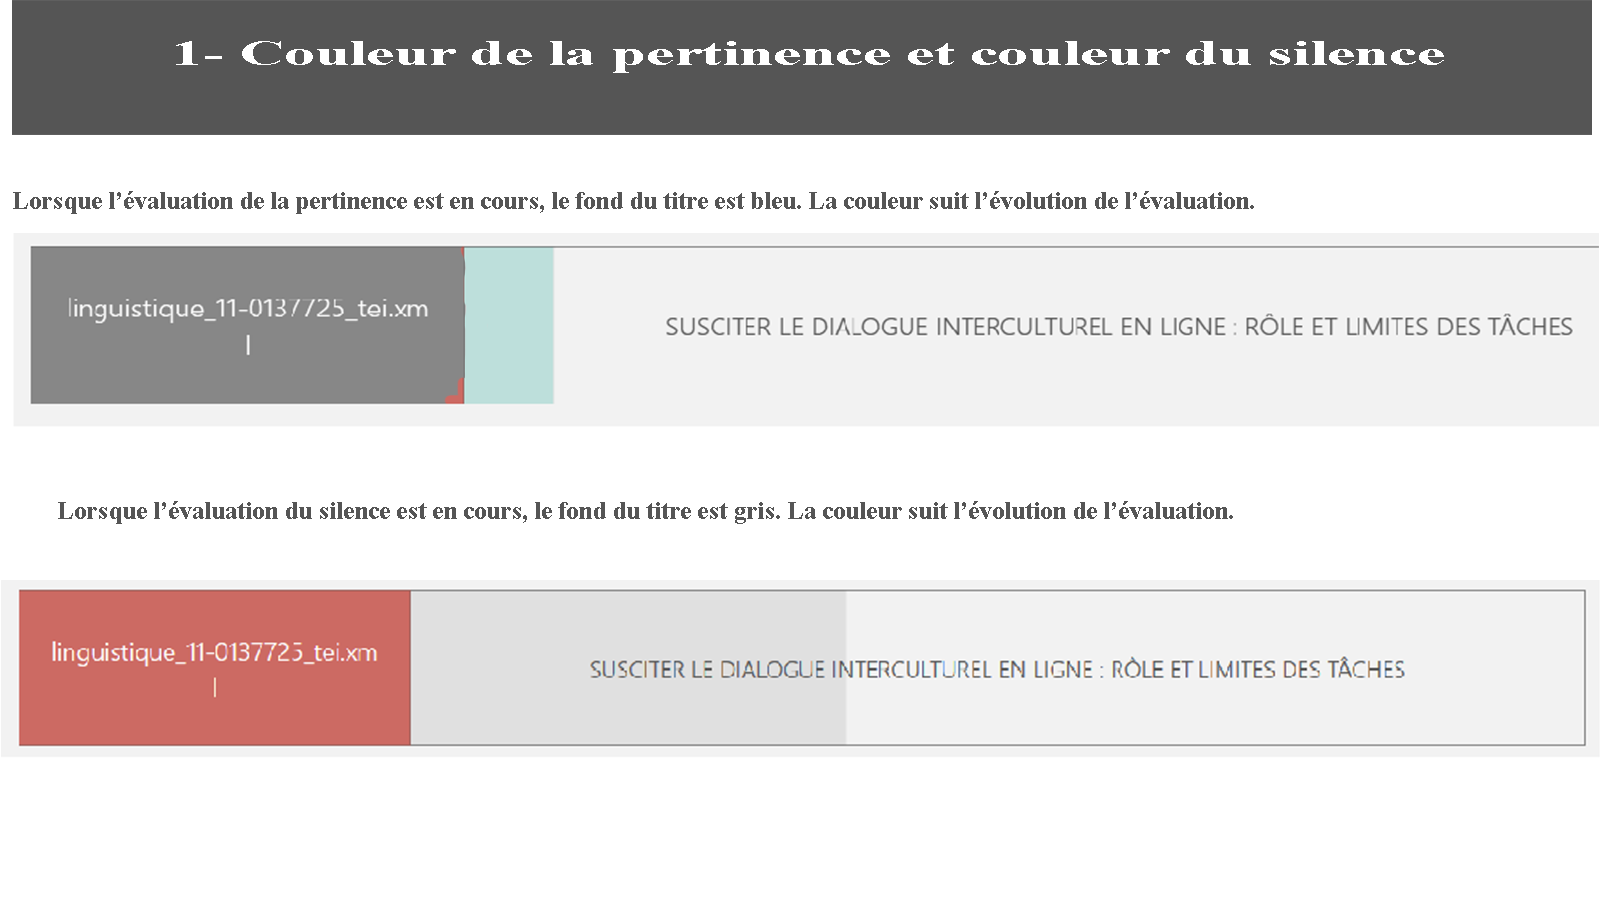 1- Couleur de la pertinence et couleur du silence
Lorsque l’évaluation de la pertinence est en cours, le fond du titre est bleu. La couleur suit l’évolution de l’évaluation.
linguistique_11-0137725_tei.xm
l
SUSCITER LE DIALOGUE INTERCULTUREL EN LIGNE : RÔLE ET LIMITES DES TÂCHES
Lorsque l’évaluation du silence est en cours, le fond du titre est gris. La couleur suit l’évolution de l’évaluation.
linguistique_11-0137725_tei.xm
l
SUSCITER LE DIALOGUE INTERCULTUREL EN LIGNE : RÔLE ET LIMITES DES TÂCHES